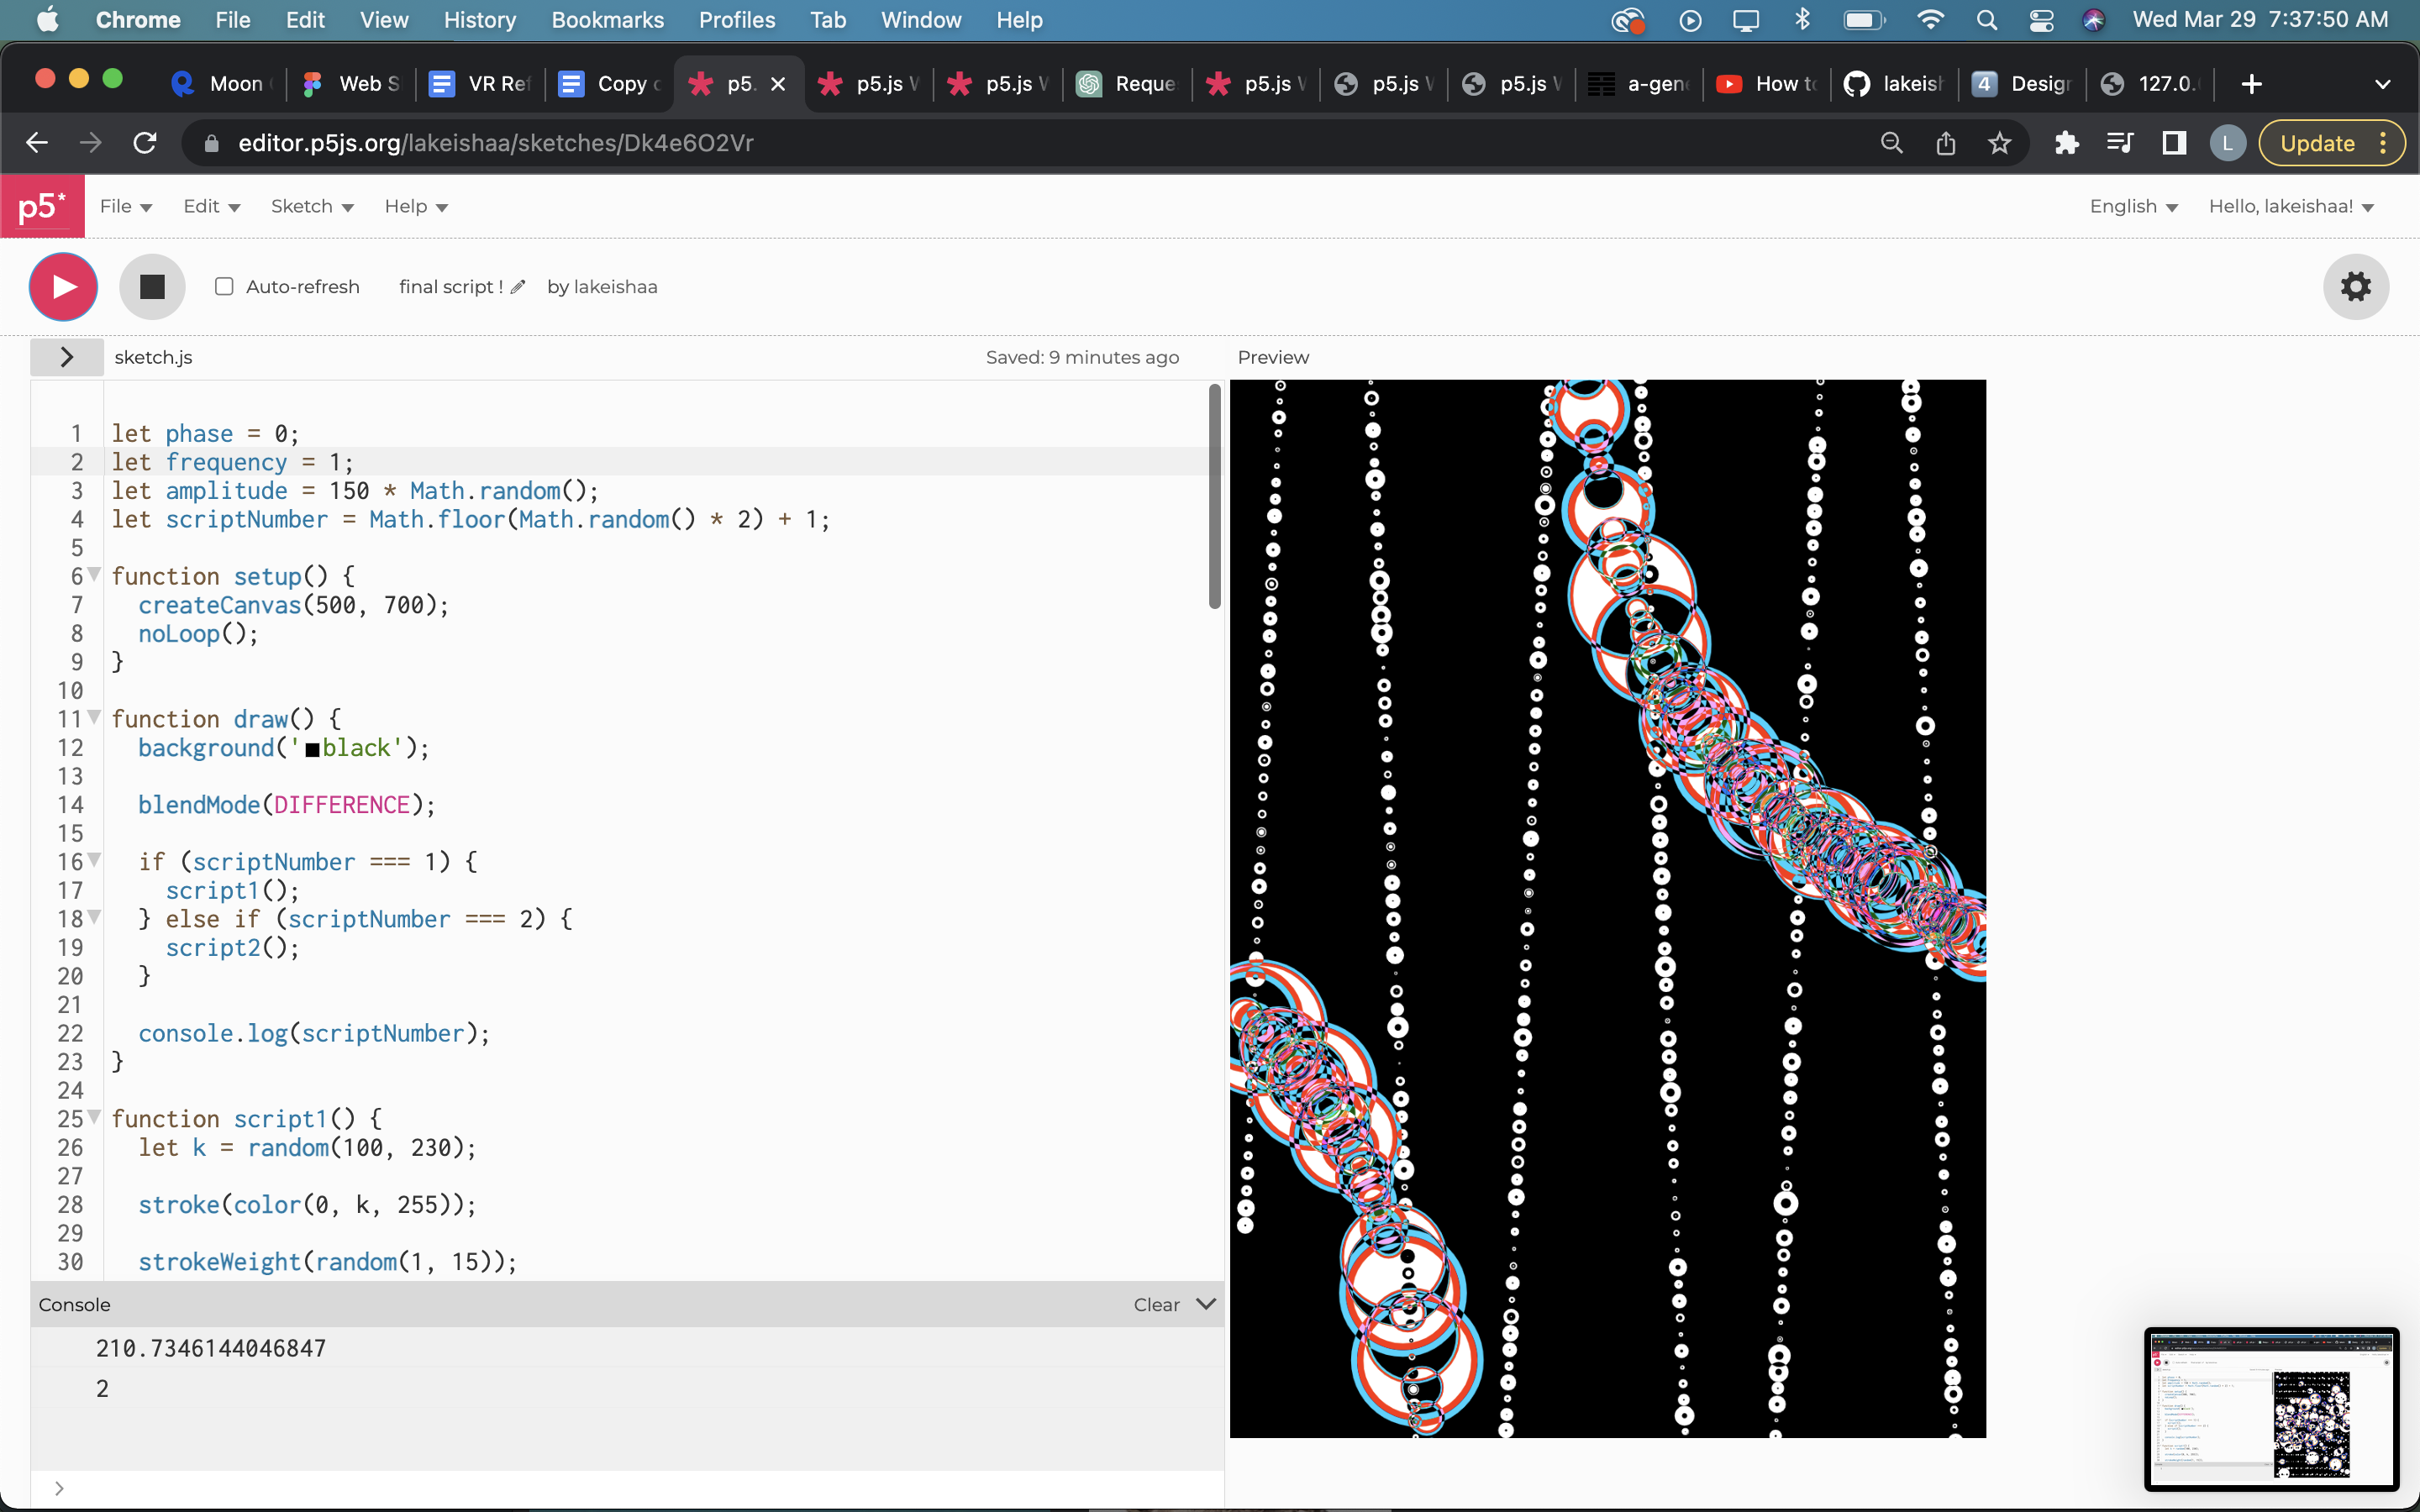 Chrome File Edit View History Bookmarks Profiles Tab Window Help Wed Mar 29 7:37:50 AM
Moon Web S VR Ref Copy p5. p5.js p5.js Reque p5.js p5.js p5.js a-gen How to lakeish 4 Design 127.0.
editor.p5js.org/lakeishaa/sketches/Dk4e6O2Vr L Update
p5* File Edit Sketch Help English Hello, lakeishaa!
Auto-refresh final script ! by lakeishaa
sketch.js Saved: 9 minutes ago Preview
1 let phase = 0;
2 let frequency = 1;
3 let amplitude = 150 * Math.random();
4 let scriptNumber = Math.floor(Math.random() * 2) + 1;
5
6 function setup() {
7 createCanvas(500, 700);
8 noLoop();
9 }
10
11 function draw() {
12 background('black');
13
14 blendMode(DIFFERENCE);
15
16 if (scriptNumber === 1) {
17 script1();
18 } else if (scriptNumber === 2) {
19 script2();
20 }
21
22 console.log(scriptNumber);
23 }
24
25 function script1() {
26 let k = random(100, 230);
27
28 stroke(color(0, k, 255));
29
30 strokeWeight(random(1, 15));
Console Clear
210.7346144046847
2